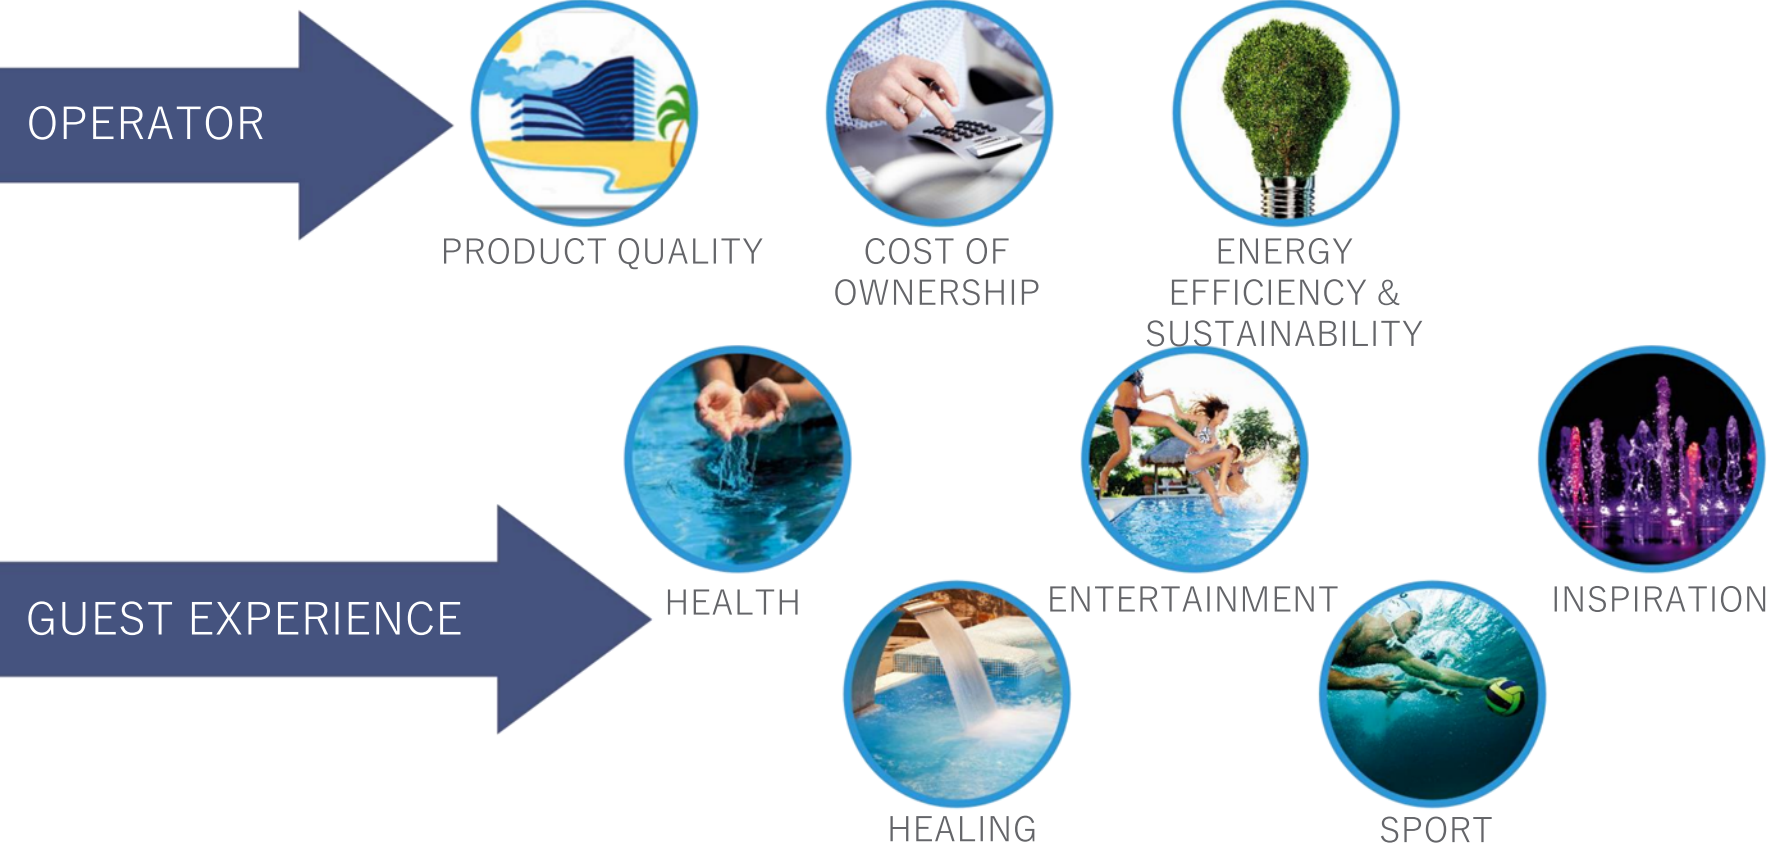 OPERATOR
PRODUCT QUALITY
COST OF
OWNERSHIP
ENERGY
EFFICIENCY &
SUSTAINABILITY
GUEST EXPERIENCE
HEALTH
ENTERTAINMENT
INSPIRATION
HEALING
SPORT